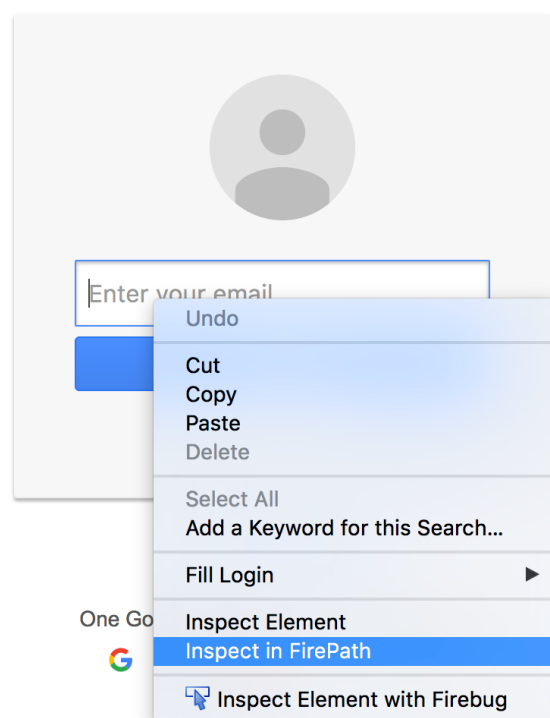 Enter your email
Undo
Cut
Copy
Paste
Delete
Select All
Add a Keyword for this Search...
Fill Login
One Go
Inspect Element
Inspect in FirePath
Inspect Element with Firebug